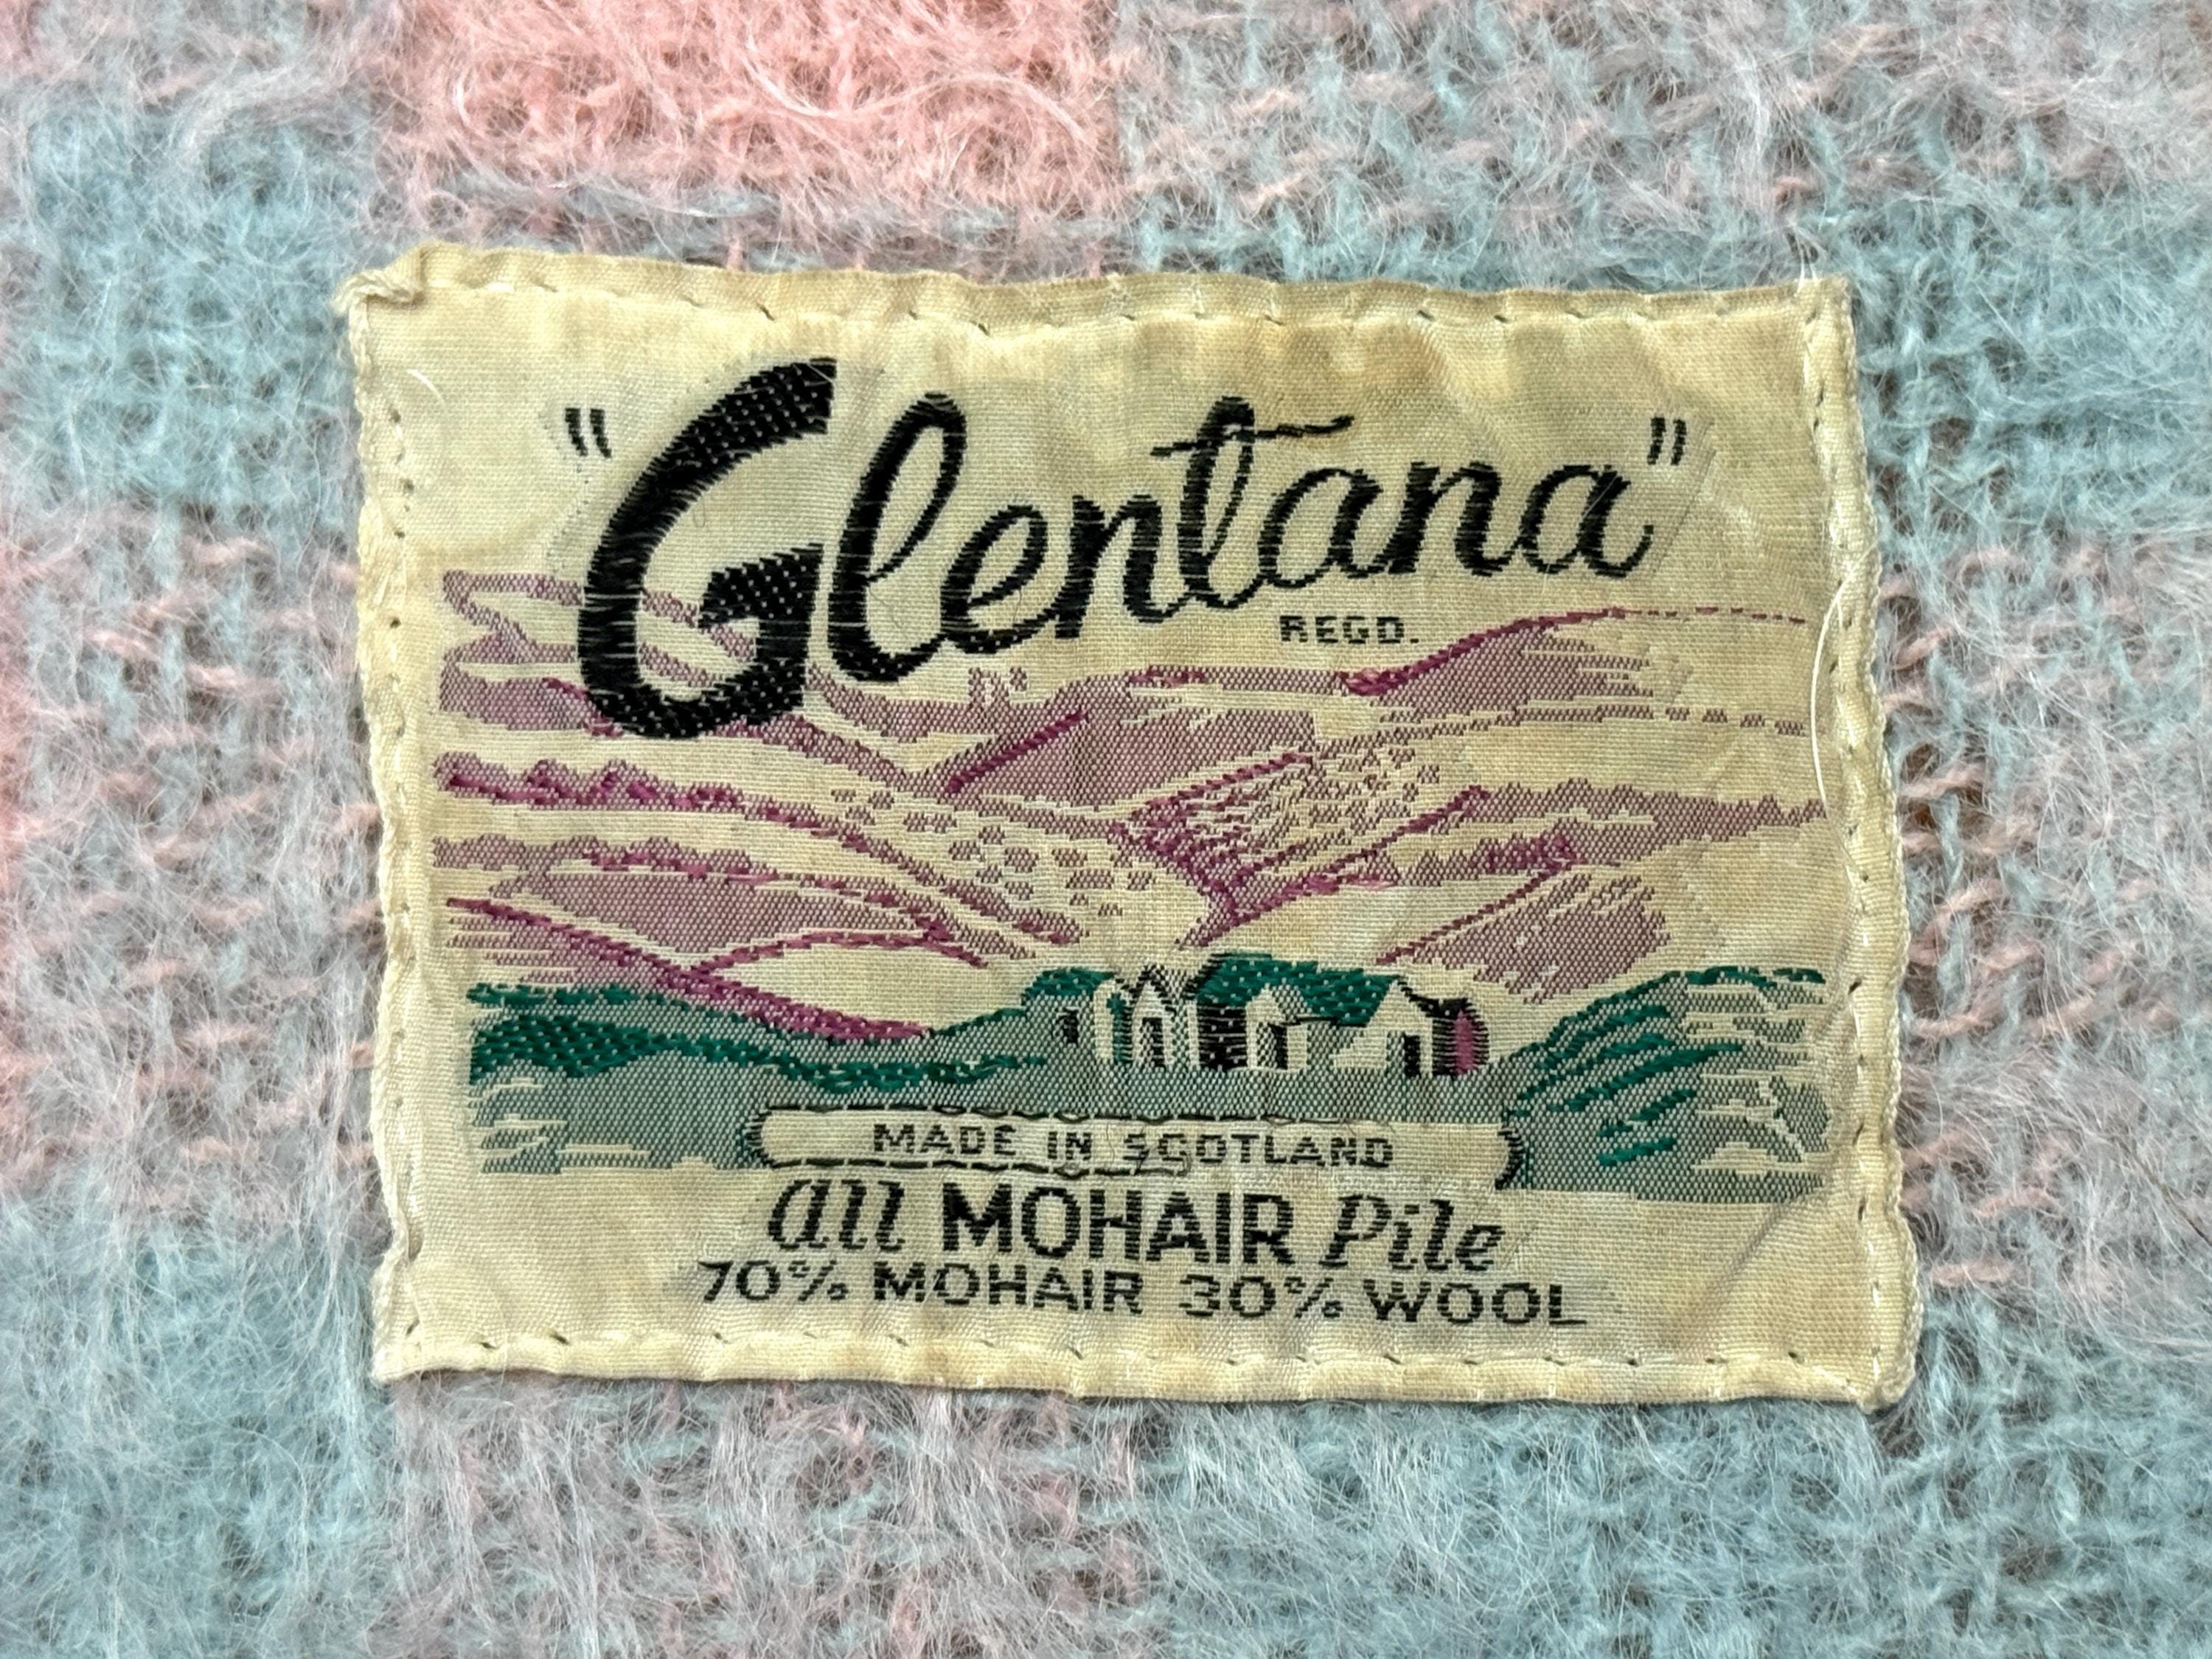 "Glentana"
REGD.
MADE IN SCOTLAND
all MOHAIR Pile
70% MOHAIR 30% WOOL